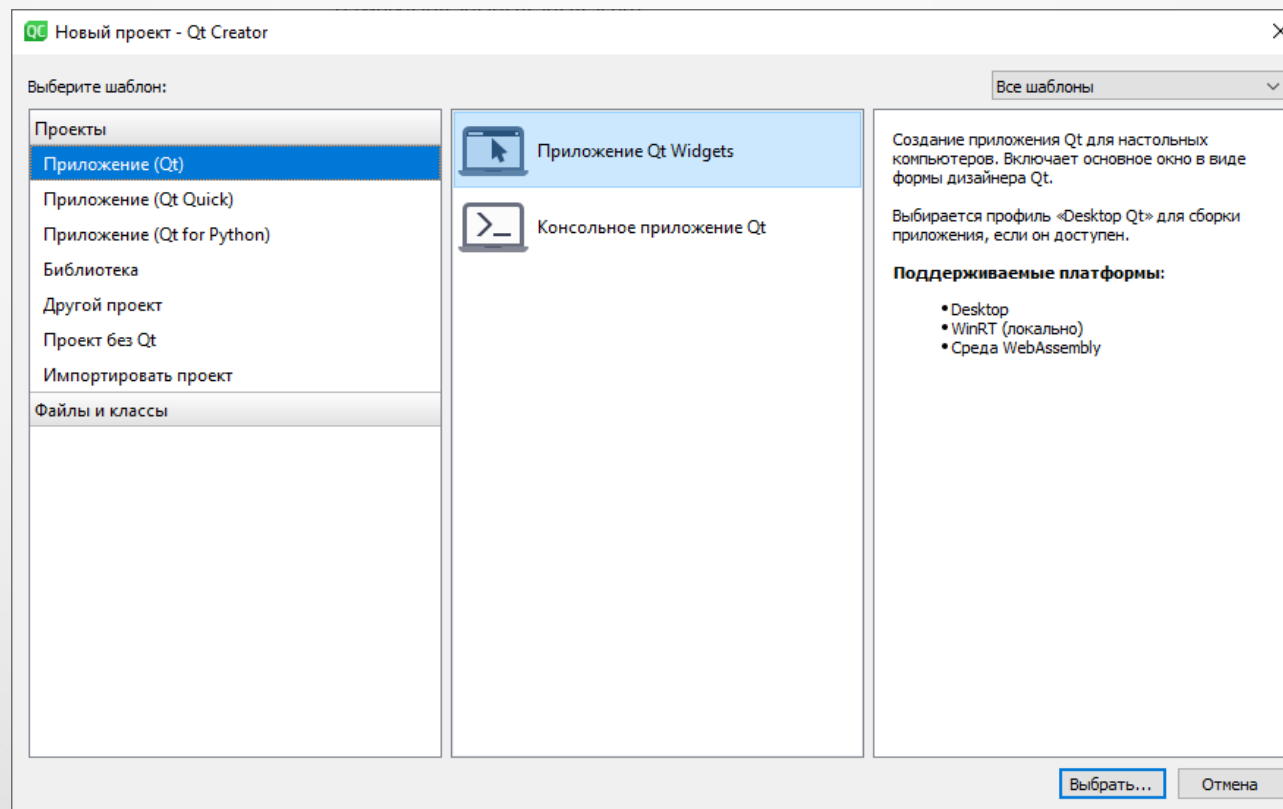 QC Новый проект - Qt Creator
Выберите шаблон:
Все шаблоны
Проекты
Приложение (Qt)
Приложение (Qt Quick)
Приложение (Qt for Python)
Библиотека
Другой проект
Проект без Qt
Импортировать проект
Файлы и классы
Приложение Qt Widgets
Консольное приложение Qt
Создание приложения Qt для настольных
компьютеров. Включает основное окно в виде
формы дизайнера Qt.
Выбирается профиль «Desktop Qt» для сборки
приложения, если он доступен.
Поддерживаемые платформы:
• Desktop
• WinRT (локально)
• Среда WebAssembly
Выбрать...
Отмена